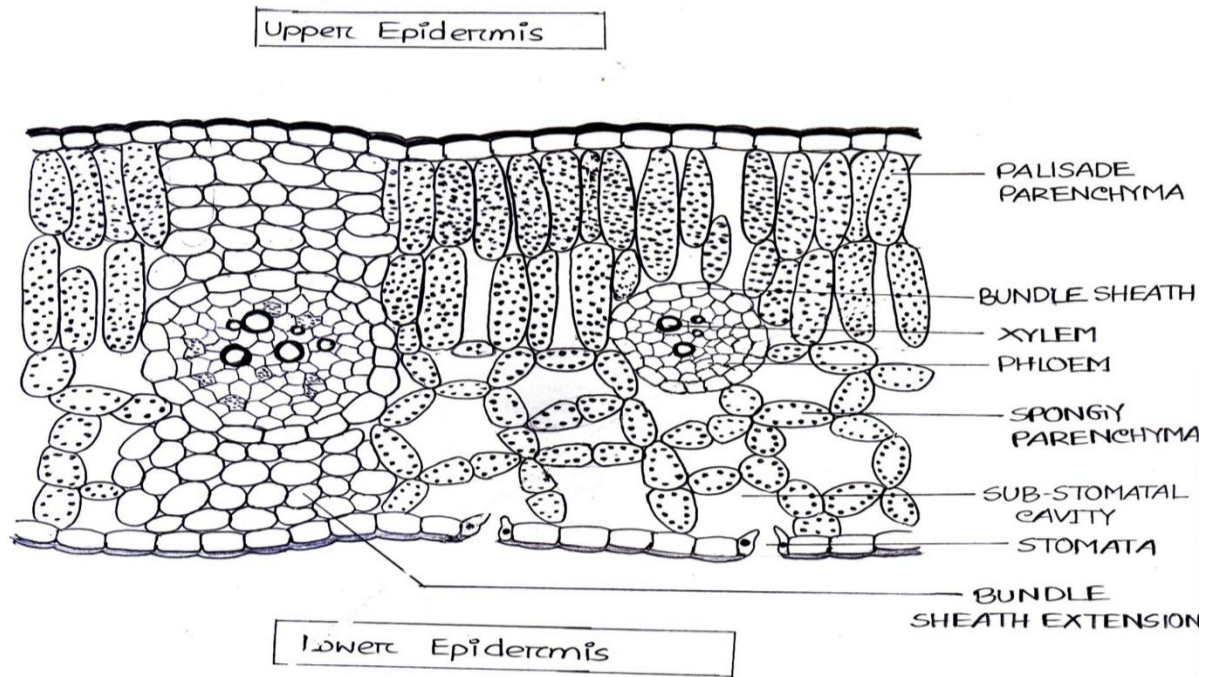 Upper Epidermis
PALISADE
PARENCHYMA
BUNDLE SHEATH
XYLEM
PHLOEM
SPONGY
PARENCHYMA
SUB-STOMATAL
CAVITY
STOMATA
BUNDLE
SHEATH EXTENSION
Lower Epidermis